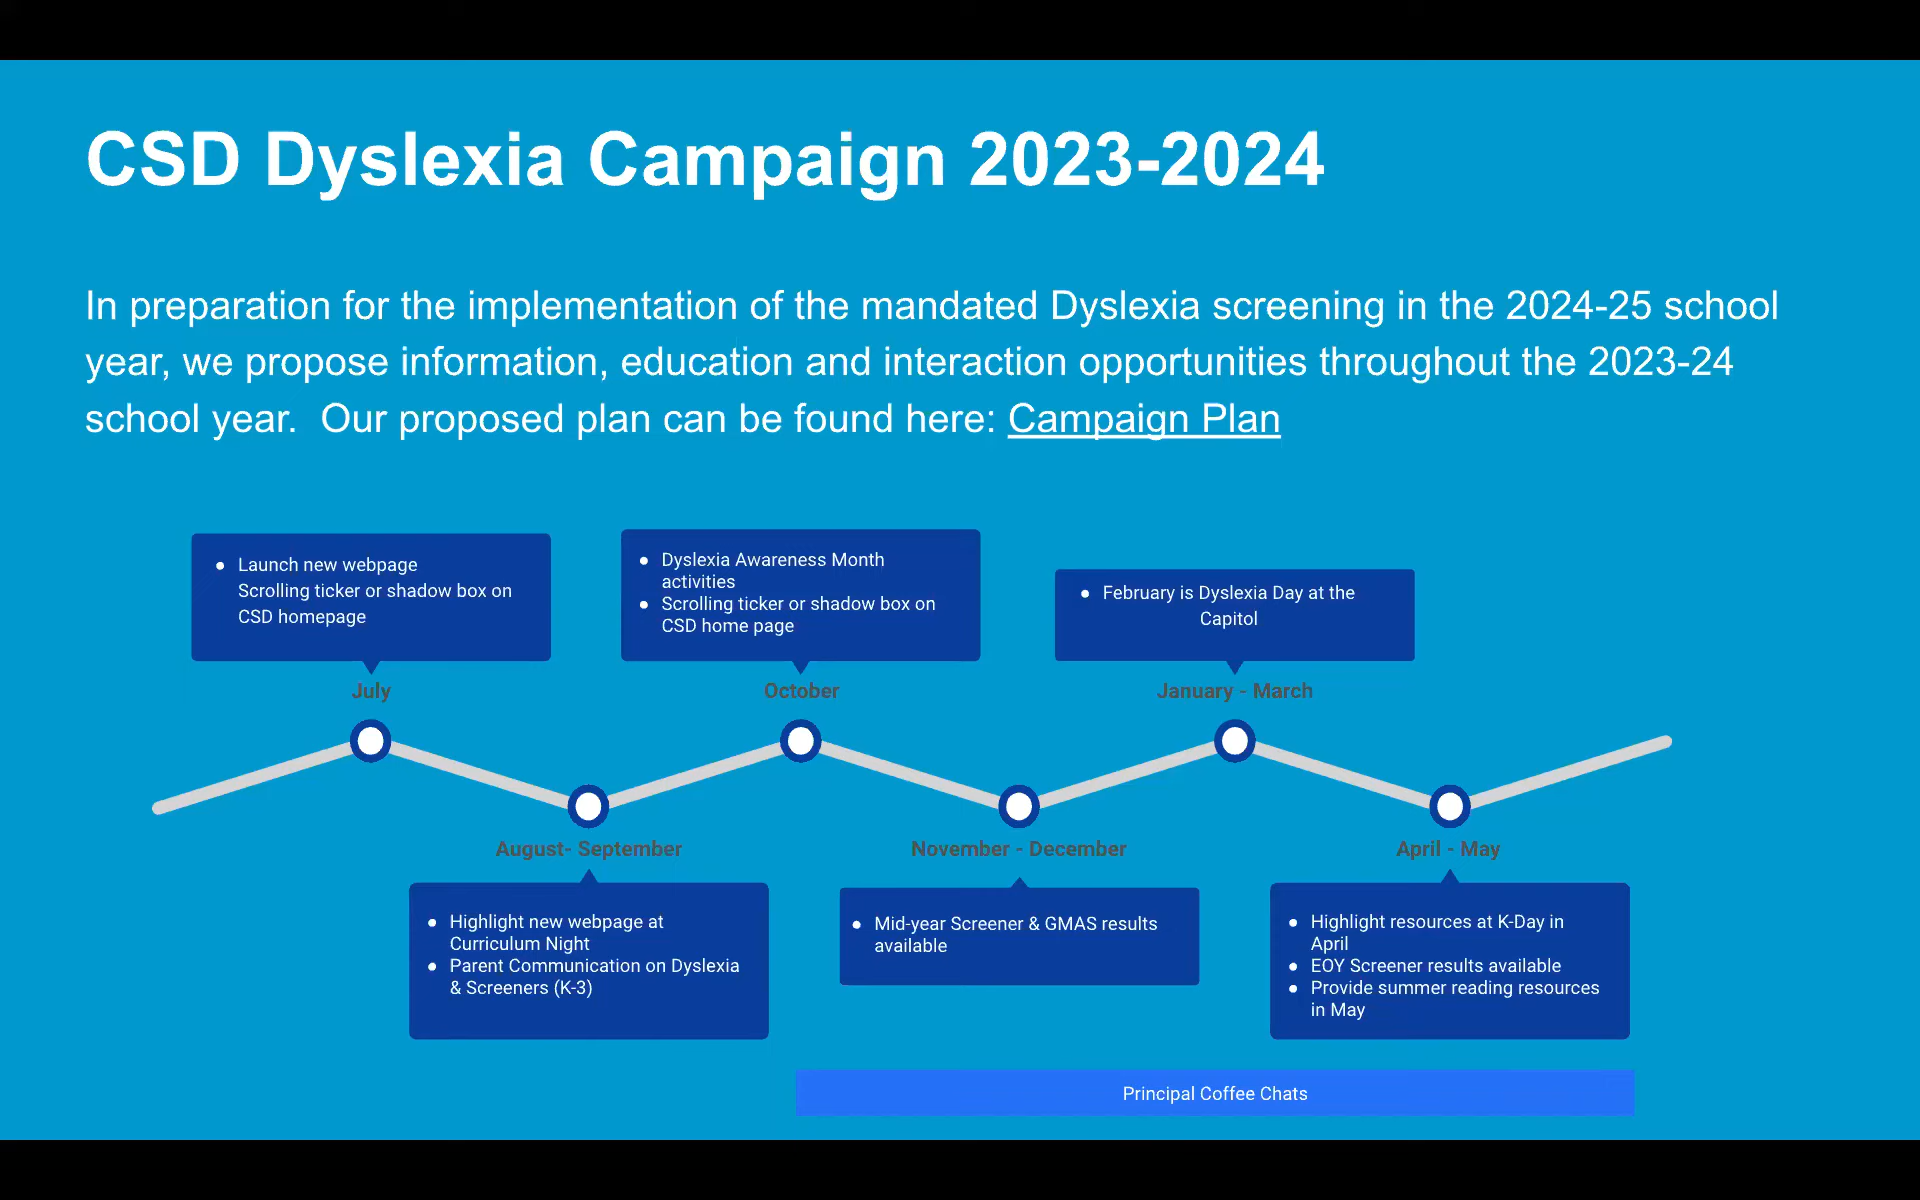 CSD Dyslexia Campaign 2023-2024
In preparation for the implementation of the mandated Dyslexia screening in the 2024-25 school
year, we propose information, education and interaction opportunities throughout the 2023-24
school year.  Our proposed plan can be found here: Campaign Plan
● Launch new webpage
Scrolling ticker or shadow box on
CSD homepage
July
● Dyslexia Awareness Month
activities
● Scrolling ticker or shadow box on
CSD home page
October
● February is Dyslexia Day at the
Capitol
January - March
August- September
● Highlight new webpage at
Curriculum Night
● Parent Communication on Dyslexia
& Screeners (K-3)
November - December
● Mid-year Screener & GMAS results
available
April - May
● Highlight resources at K-Day in
April
● EOY Screener results available
● Provide summer reading resources
in May
Principal Coffee Chats